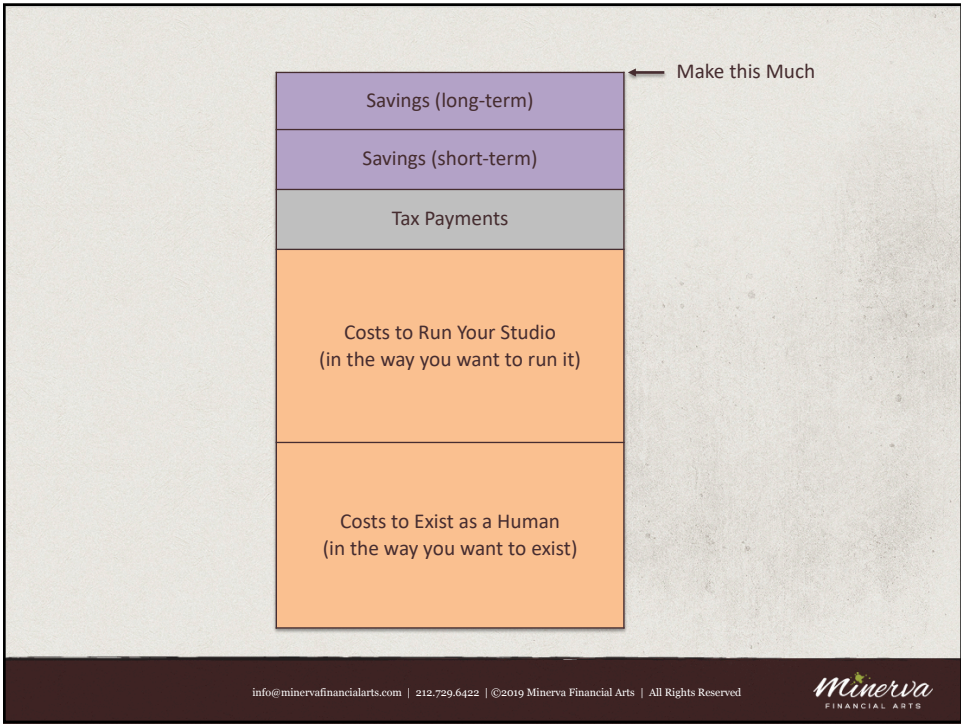 Make this Much
Savings (long-term)
Savings (short-term)
Tax Payments
Costs to Run Your Studio
(in the way you want to run it)
Costs to Exist as a Human
(in the way you want to exist)
info@minervafinancialarts.com | 212.729.6422 | ©2019 Minerva Financial Arts | All Rights Reserved
Minerva
FINANCIAL ARTS